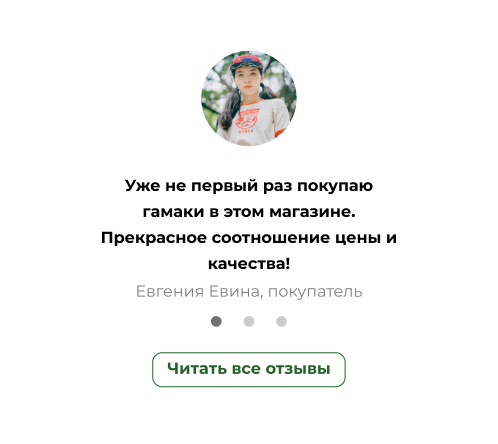 Уже не первый раз покупаю
гамаки в этом магазине.
Прекрасное соотношение цены и
качества!
Евгения Евина, покупатель
Читать все отзывы